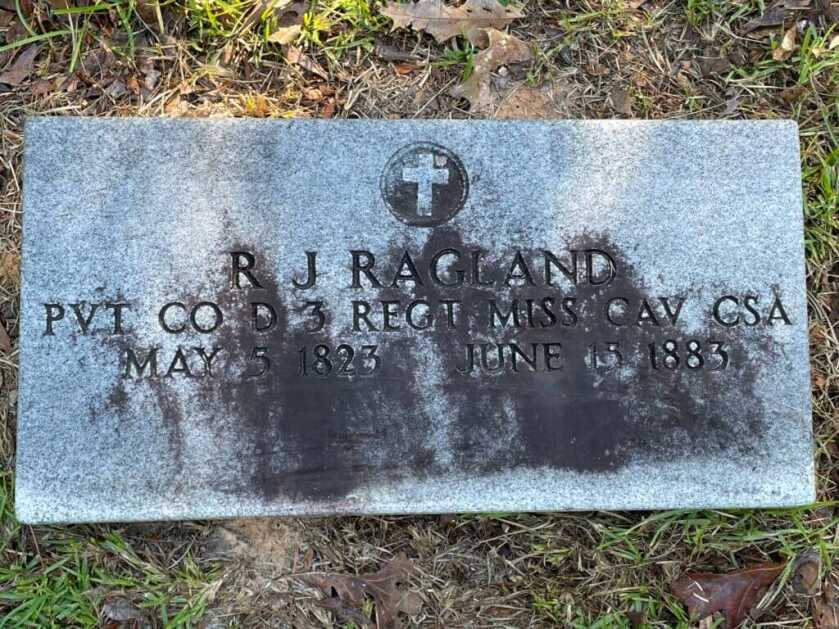 R J RAGLAND
PVT CO D 3 REGT MISS CAV CSA
MAY 5 1823 JUNE 15 1883